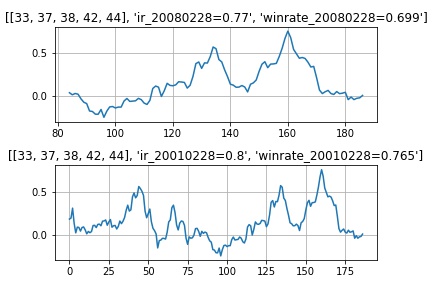 [[33, 37, 38, 42, 44], 'ir_20080228=0.77', 'winrate_20080228=0.699']
0.5
0.0
80 100 120 140 160 180
[[33, 37, 38, 42, 44], 'ir_20010228=0.8', 'winrate_20010228=0.765']
0.5
0.0
0 25 50 75 100 125 150 175